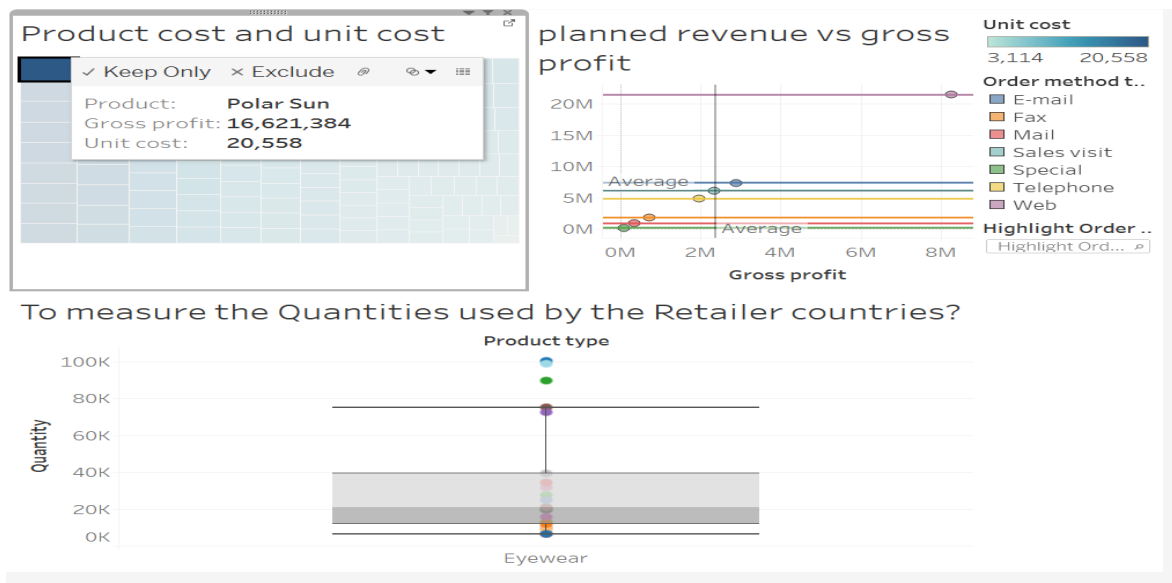 Product cost and unit cost
Keep Only
Exclude
Product: Polar Sun
Gross profit: 16,621,384
Unit cost: 20,558
planned revenue vs gross
profit
20M
15M
10M
5M
0M
Average
Average
0M 2M 4M 6M 8M
Gross profit
Unit cost
3,114 20,558
Order method t..
E-mail
Fax
Mail
Sales visit
Special
Telephone
Web
Highlight Order ..
Highlight Ord...
To measure the Quantities used by the Retailer countries?
Product type
100K
80K
60K
40K
20K
0K
Quantity
Eyewear